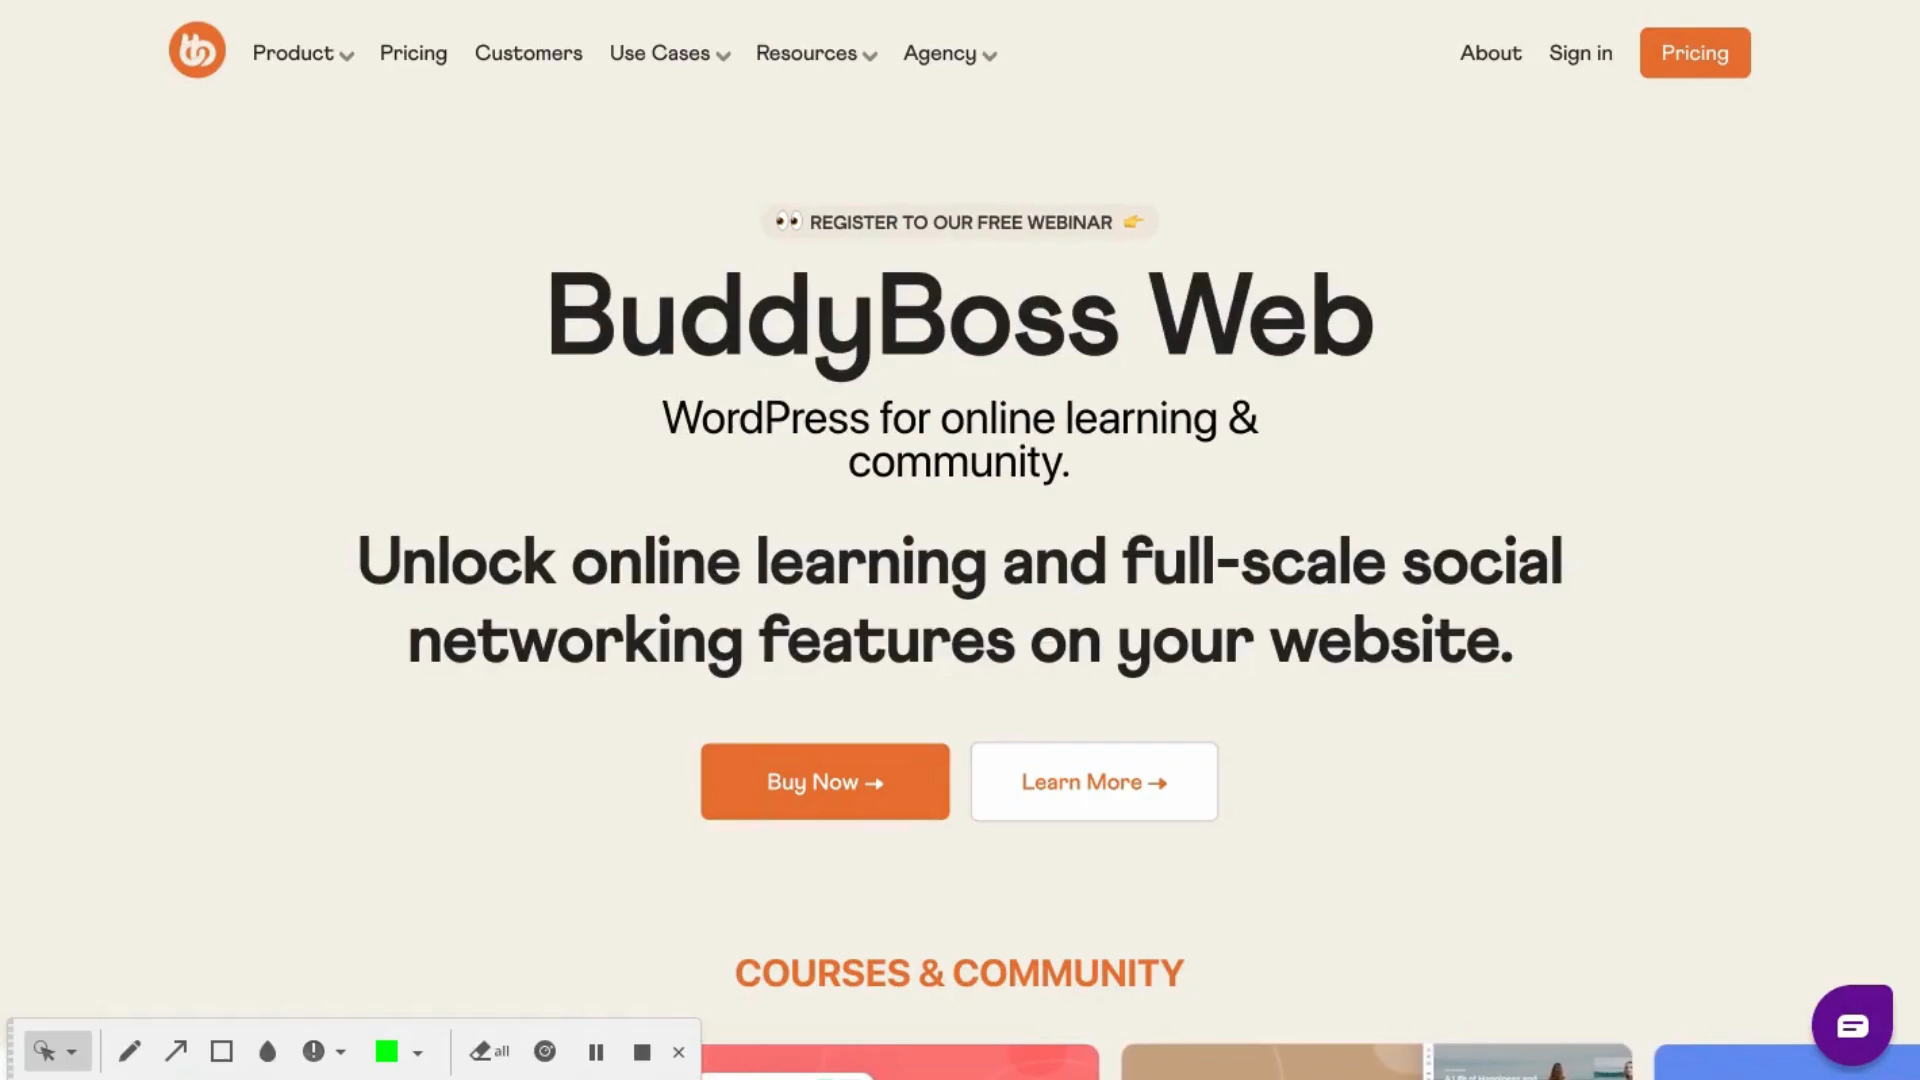 Product
Pricing
Customers
Use Cases
Resources
Agency
About
Sign in
Pricing
👀 REGISTER TO OUR FREE WEBINAR 👉
BuddyBoss Web
WordPress for online learning &
community.
Unlock online learning and full-scale social
networking features on your website.
Buy Now →
Learn More →
COURSES & COMMUNITY
all